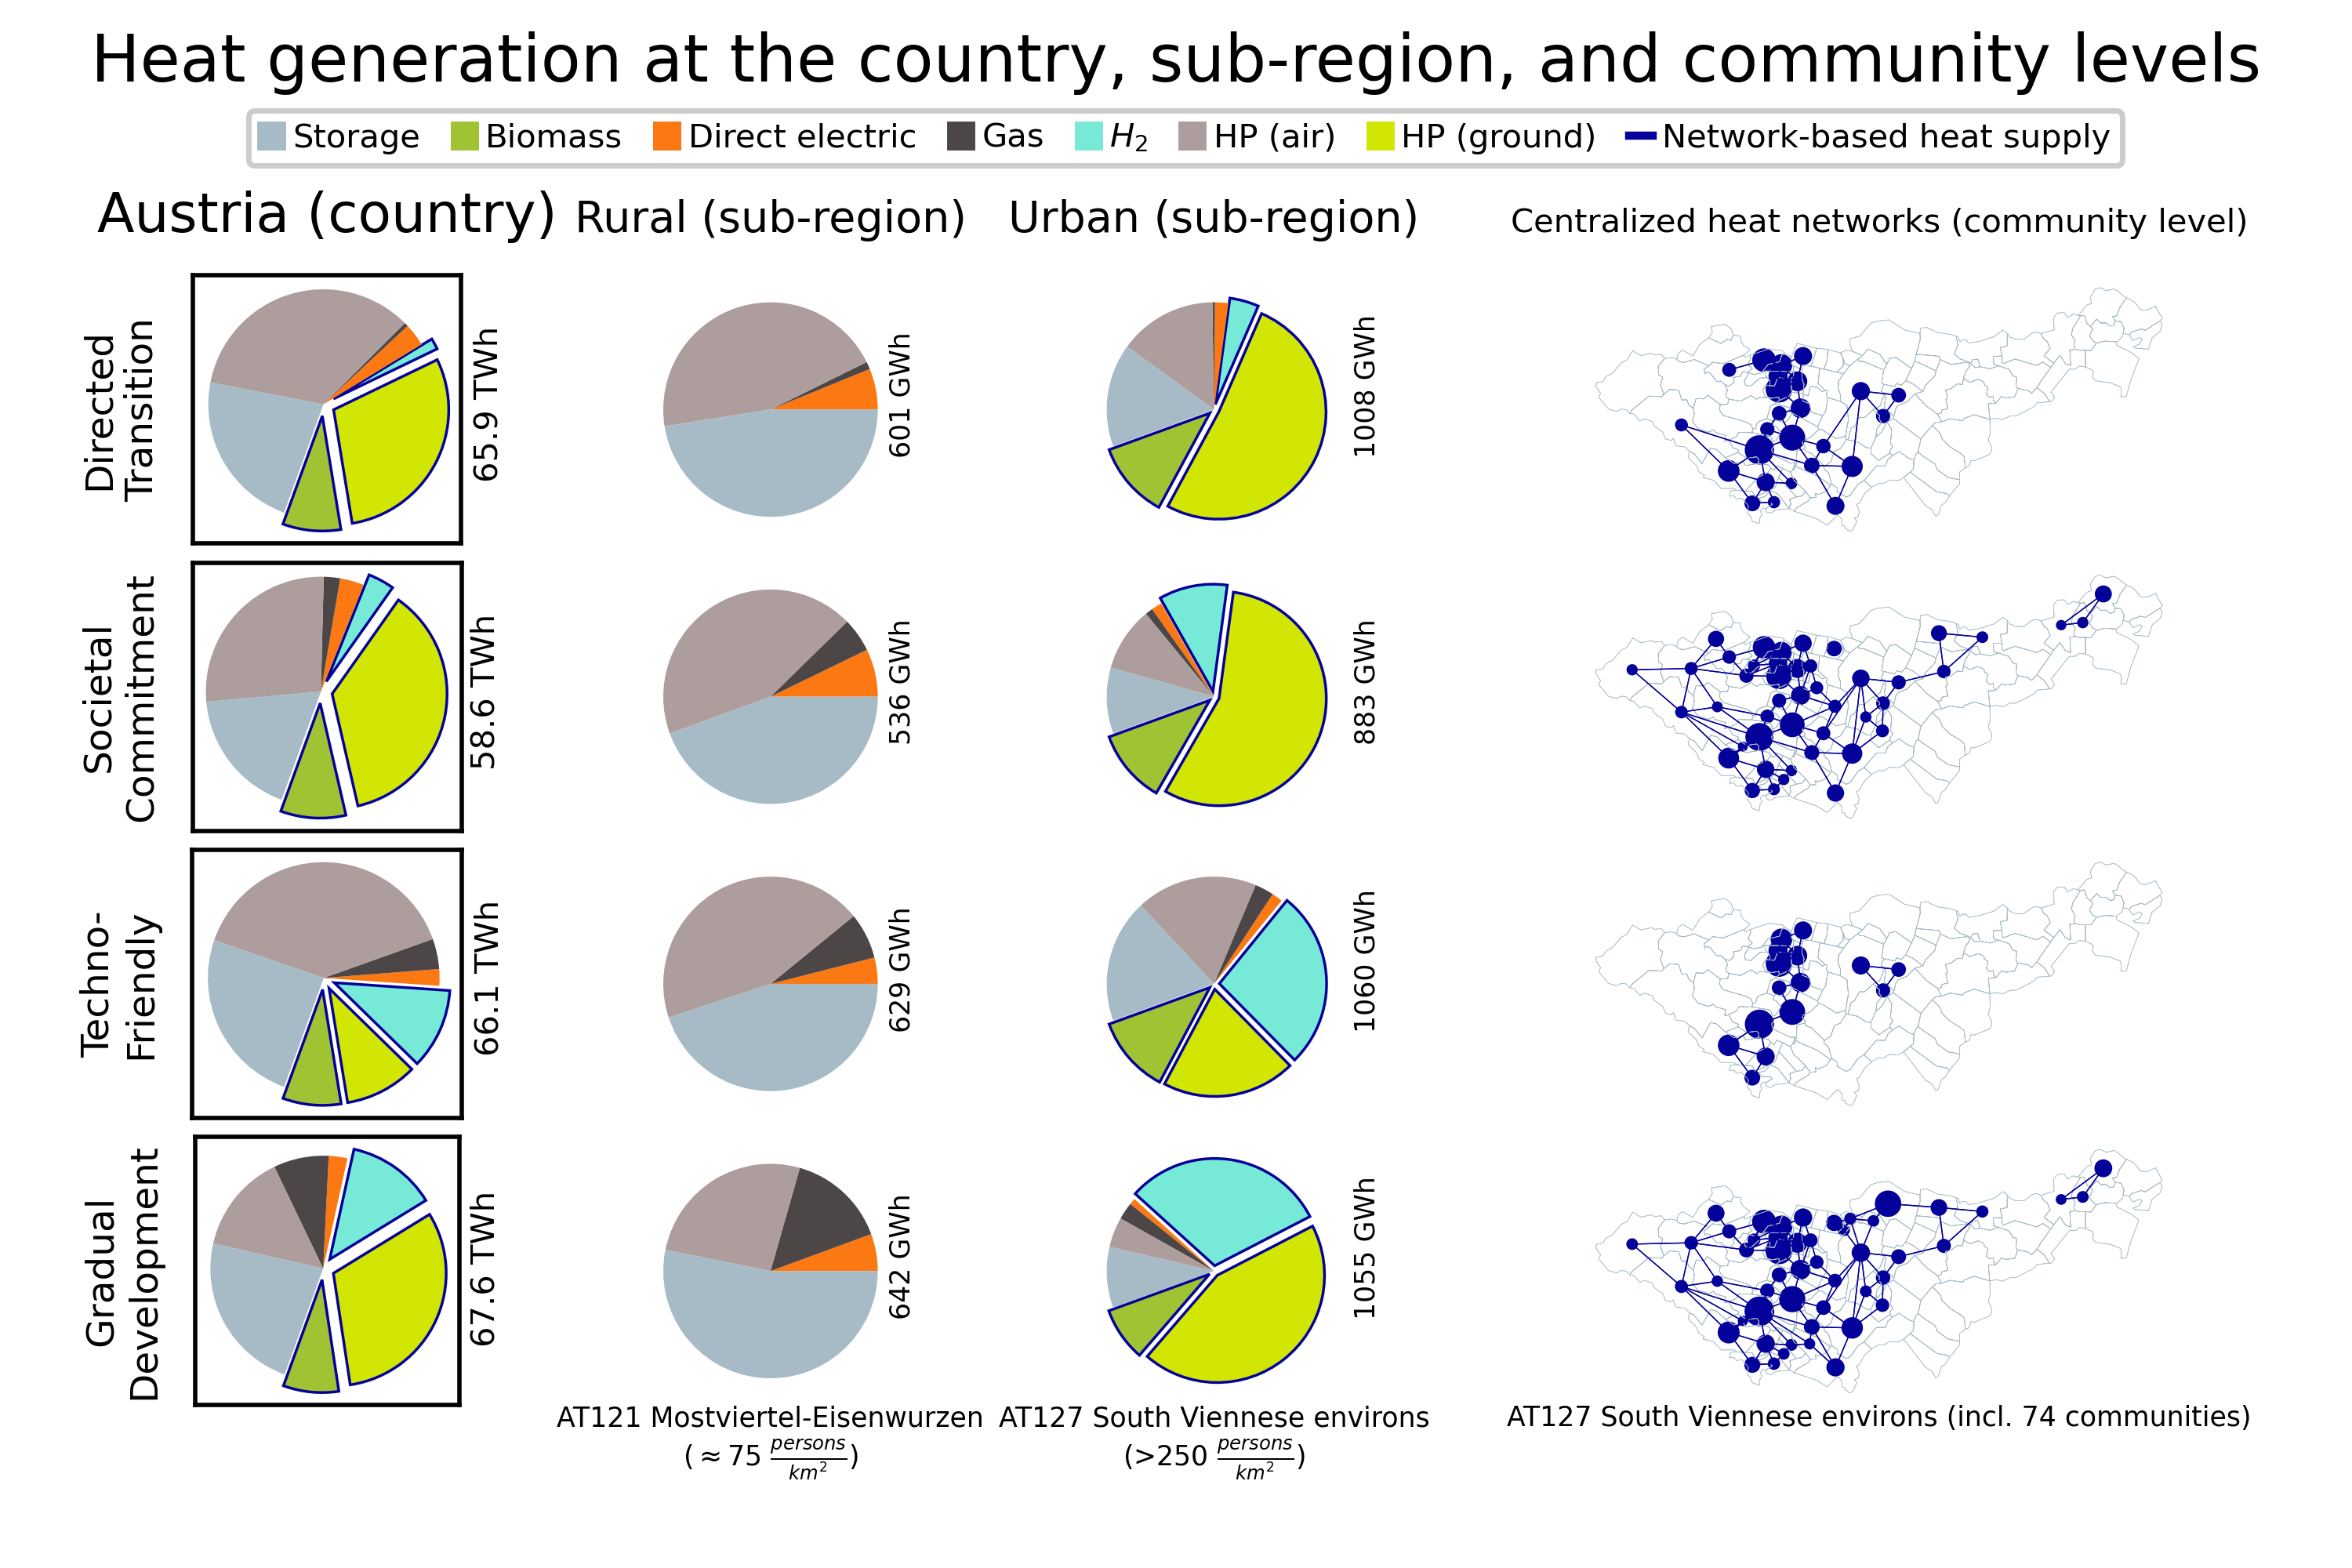 Heat generation at the country, sub-region, and community levels
Storage Biomass Direct electric Gas H₂ HP (air) HP (ground) Network-based heat supply
Austria (country) Rural (sub-region) Urban (sub-region) Centralized heat networks (community level)
Directed
Transition
65.9 TWh
601 GWh
1008 GWh
Societal
Commitment
58.6 TWh
536 GWh
883 GWh
Techno-
Friendly
66.1 TWh
629 GWh
1060 GWh
Gradual
Development
67.6 TWh
642 GWh
1055 GWh
AT121 Mostviertel-Eisenwurzen
(≈75 persons/km²)
AT127 South Viennese environs
(>250 persons/km²)
AT127 South Viennese environs (incl. 74 communities)